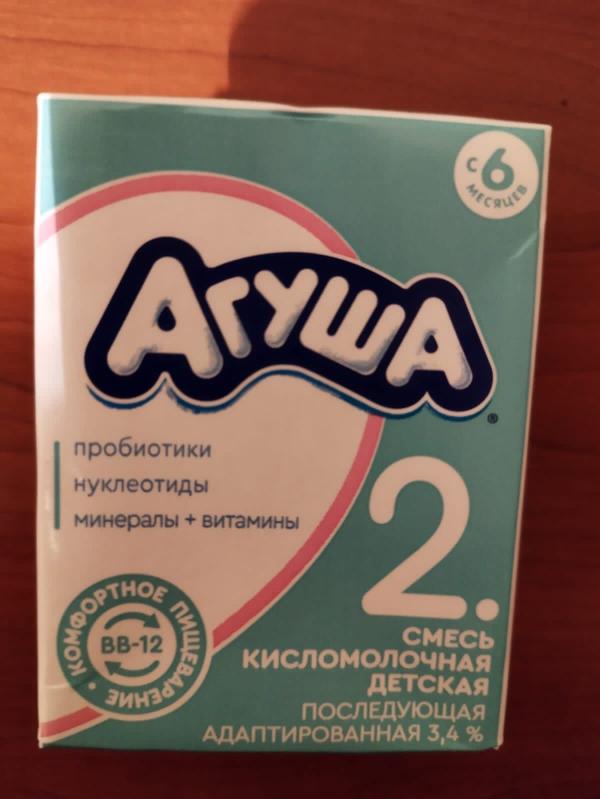 с 6
месяцев
АГУША
®
пробиотики
нуклеотиды
минералы + витамины
2.
КОМФОРТНОЕ ПИЩЕВАРЕНИЕ •
BB-12
СМЕСЬ
КИСЛОМОЛОЧНАЯ
ДЕТСКАЯ
ПОСЛЕДУЮЩАЯ
АДАПТИРОВАННАЯ 3,4 %